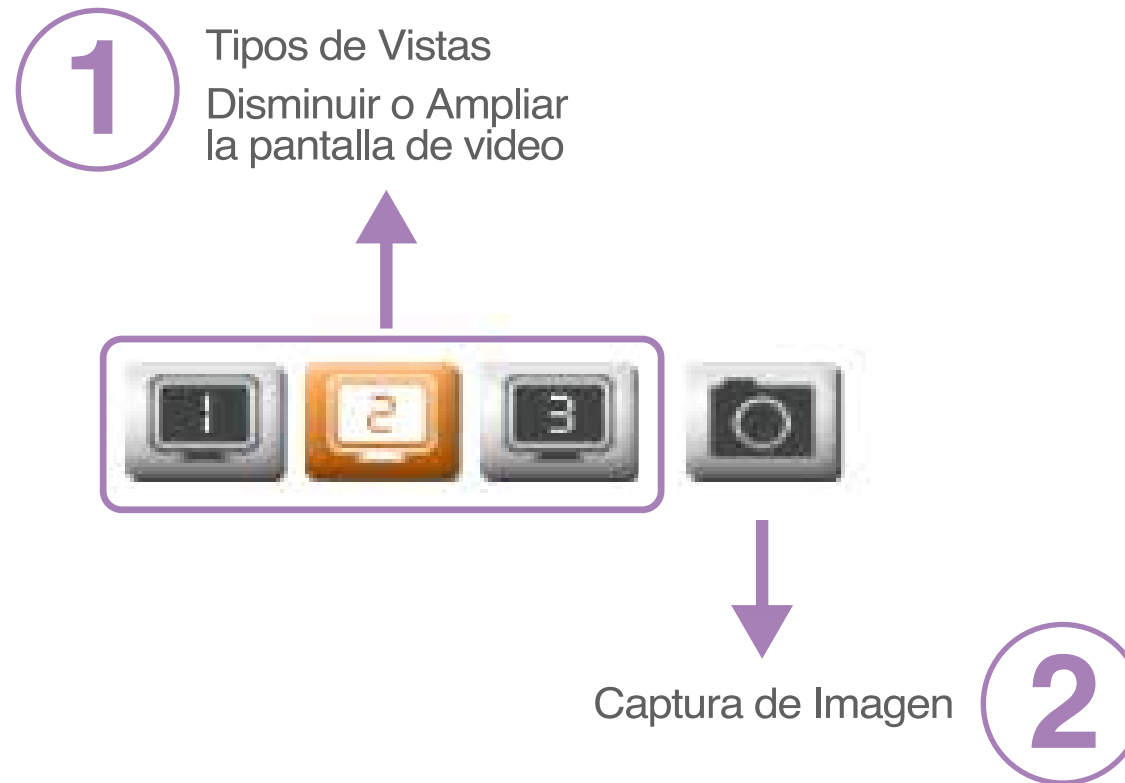 1
Tipos de Vistas
Disminuir o Ampliar
la pantalla de video
1 2 3
Captura de Imagen
2